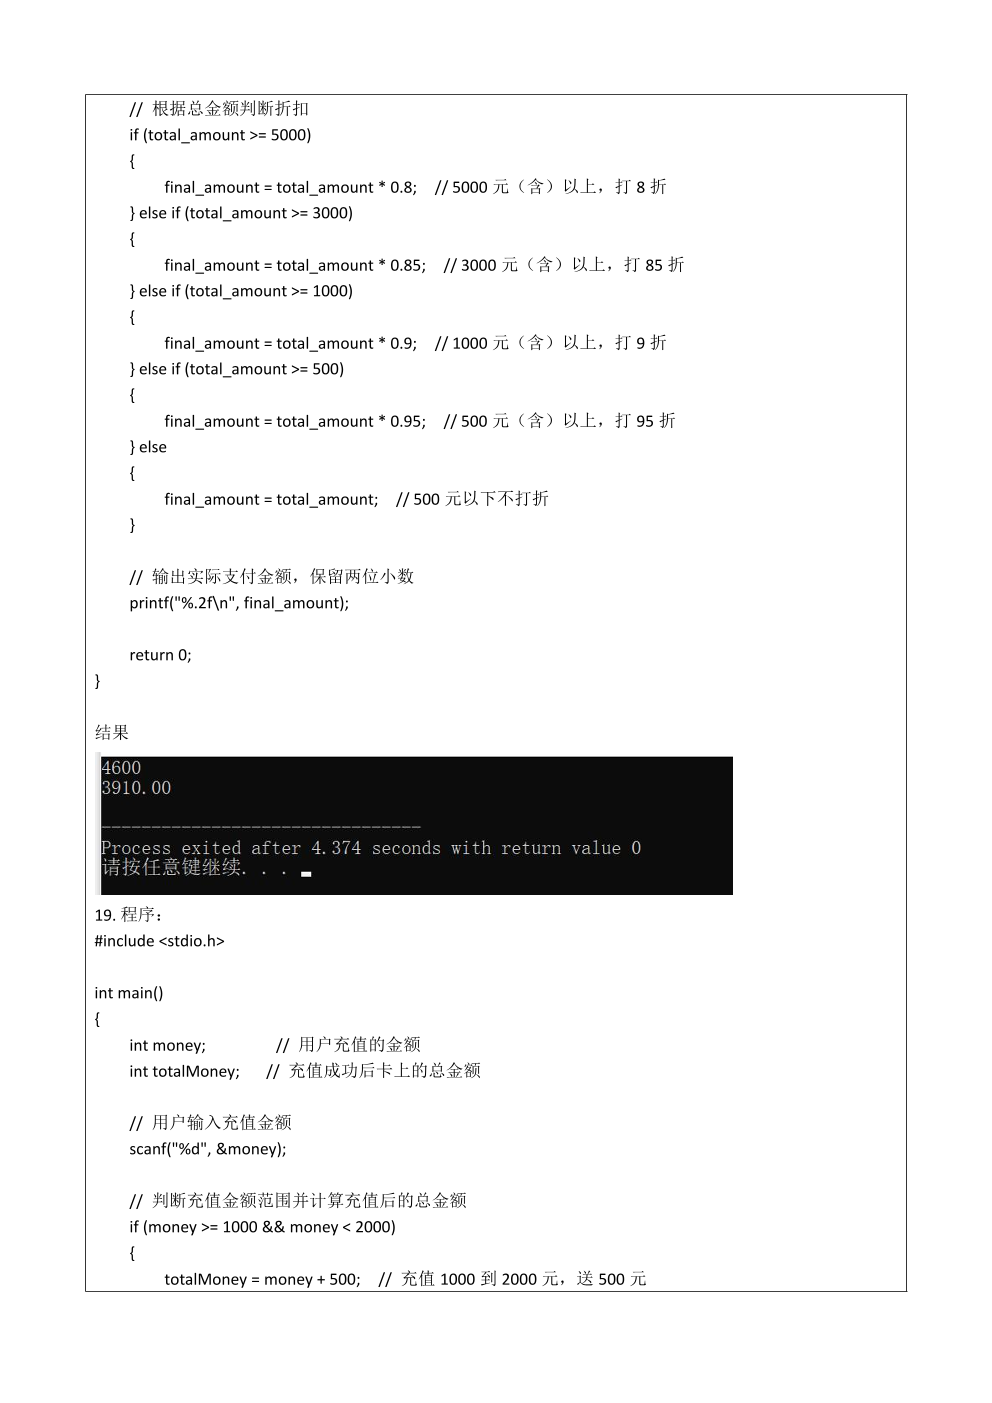 // 根据总金额判断折扣
if (total_amount >= 5000)
{
final_amount = total_amount * 0.8; // 5000 元（含）以上，打 8 折
} else if (total_amount >= 3000)
{
final_amount = total_amount * 0.85; // 3000 元（含）以上，打 85 折
} else if (total_amount >= 1000)
{
final_amount = total_amount * 0.9; // 1000 元（含）以上，打 9 折
} else if (total_amount >= 500)
{
final_amount = total_amount * 0.95; // 500 元（含）以上，打 95 折
} else
{
final_amount = total_amount; // 500 元以下不打折
}
// 输出实际支付金额，保留两位小数
printf("%.2f\n", final_amount);
return 0;
}
结果
4600
3910.00
--------------------------------
Process exited after 4.374 seconds with return value 0
请按任意键继续. . .
19. 程序：
#include <stdio.h>
int main()
{
int money; // 用户充值的金额
int totalMoney; // 充值成功后卡上的总金额
// 用户输入充值金额
scanf("%d", &money);
// 判断充值金额范围并计算充值后的总金额
if (money >= 1000 && money < 2000)
{
totalMoney = money + 500; // 充值 1000 到 2000 元，送 500 元